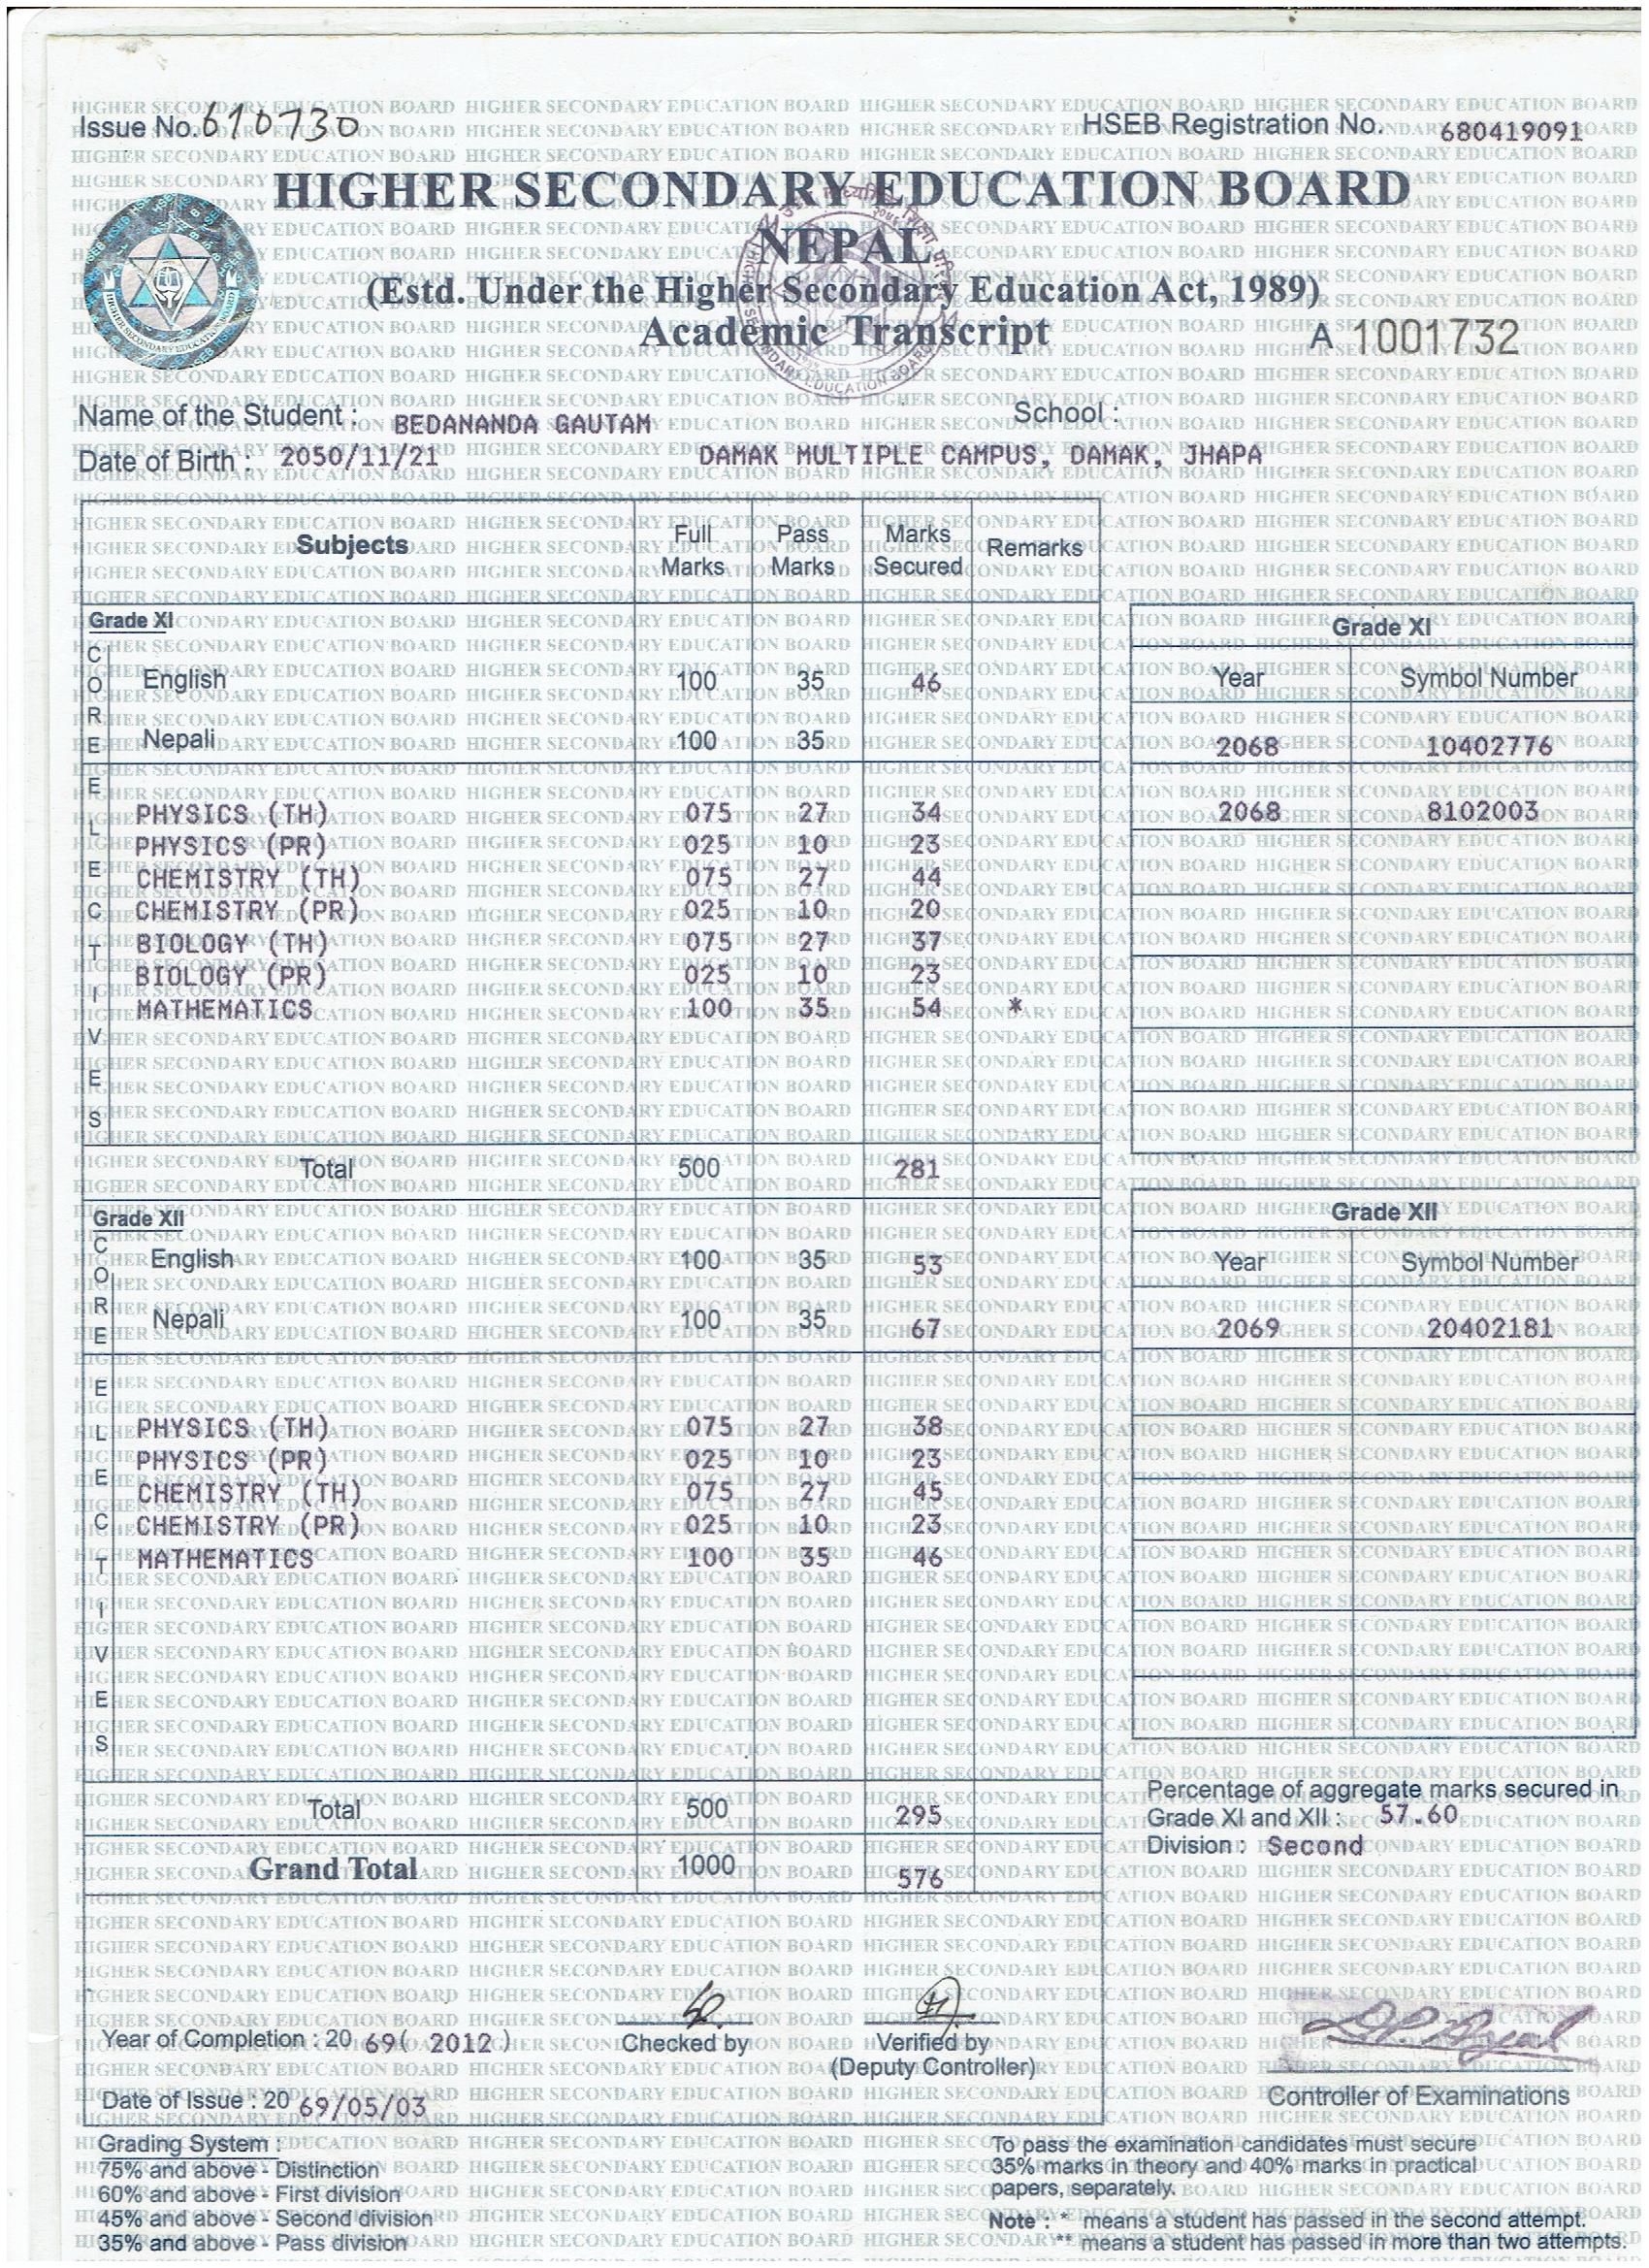 Issue No. 610730
HSEB Registration No. 680419091
HIGHER SECONDARY EDUCATION BOARD
NEPAL
(Estd. Under the Higher Secondary Education Act, 1989)
Academic Transcript
A 1001732
Name of the Student : BEDANANDA GAUTAM
School :
Date of Birth : 2050/11/21
DAMAK MULTIPLE CAMPUS, DAMAK, JHAPA
Subjects Full Marks Pass Marks Marks Secured Remarks
Grade XI
CORE
English 100 35 46
Nepali 100 35
ELECTIVES
PHYSICS (TH) 075 27 34
PHYSICS (PR) 025 10 23
CHEMISTRY (TH) 075 27 44
CHEMISTRY (PR) 025 10 20
BIOLOGY (TH) 075 27 37
BIOLOGY (PR) 025 10 23
MATHEMATICS 100 35 54 *
Total 500 281
Grade XI
Year Symbol Number
2068 10402776
2068 8102003
Grade XII
CORE
English 100 35 53
Nepali 100 35 67
ELECTIVES
PHYSICS (TH) 075 27 38
PHYSICS (PR) 025 10 23
CHEMISTRY (TH) 075 27 45
CHEMISTRY (PR) 025 10 23
MATHEMATICS 100 35 46
Total 500 295
Grand Total 1000 576
Grade XII
Year Symbol Number
2069 20402181
Percentage of aggregate marks secured in
Grade XI and XII : 57.60
Division : Second
Year of Completion : 20 69( 2012 )
Checked by
Verified by
(Deputy Controller)
Controller of Examinations
Date of Issue : 20 69/05/03
Grading System :
75% and above - Distinction
60% and above - First division
45% and above - Second division
35% and above - Pass division
To pass the examination candidates must secure
35% marks in theory and 40% marks in practical
papers, separately.
Note : * means a student has passed in the second attempt.
** means a student has passed in more than two attempts.